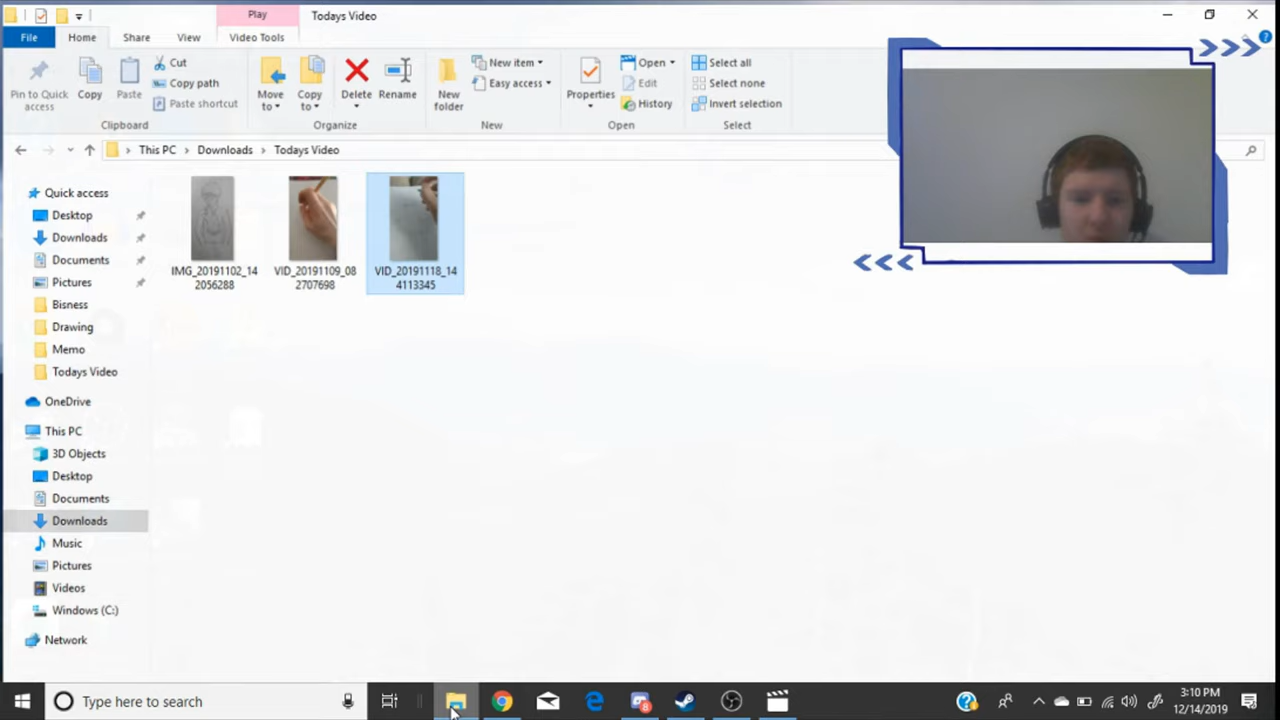 Play Todays Video
File Home Share View Video Tools
Pin to Quick access
Copy
Paste
Cut
Copy path
Paste shortcut
Clipboard
Move to
Copy to
Delete
Rename
Organize
New folder
New item
Easy access
New
Properties
Open
Edit
History
Open
Select all
Select none
Invert selection
Select
This PC > Downloads > Todays Video
Quick access
Desktop
Downloads
Documents
Pictures
Bisness
Drawing
Memo
Todays Video
OneDrive
This PC
3D Objects
Desktop
Documents
Downloads
Music
Pictures
Videos
Windows (C:)
Network
IMG_20191102_14
2056288
VID_20191109_08
2707698
VID_20191118_14
4113345
Type here to search
8
3:10 PM
12/14/2019